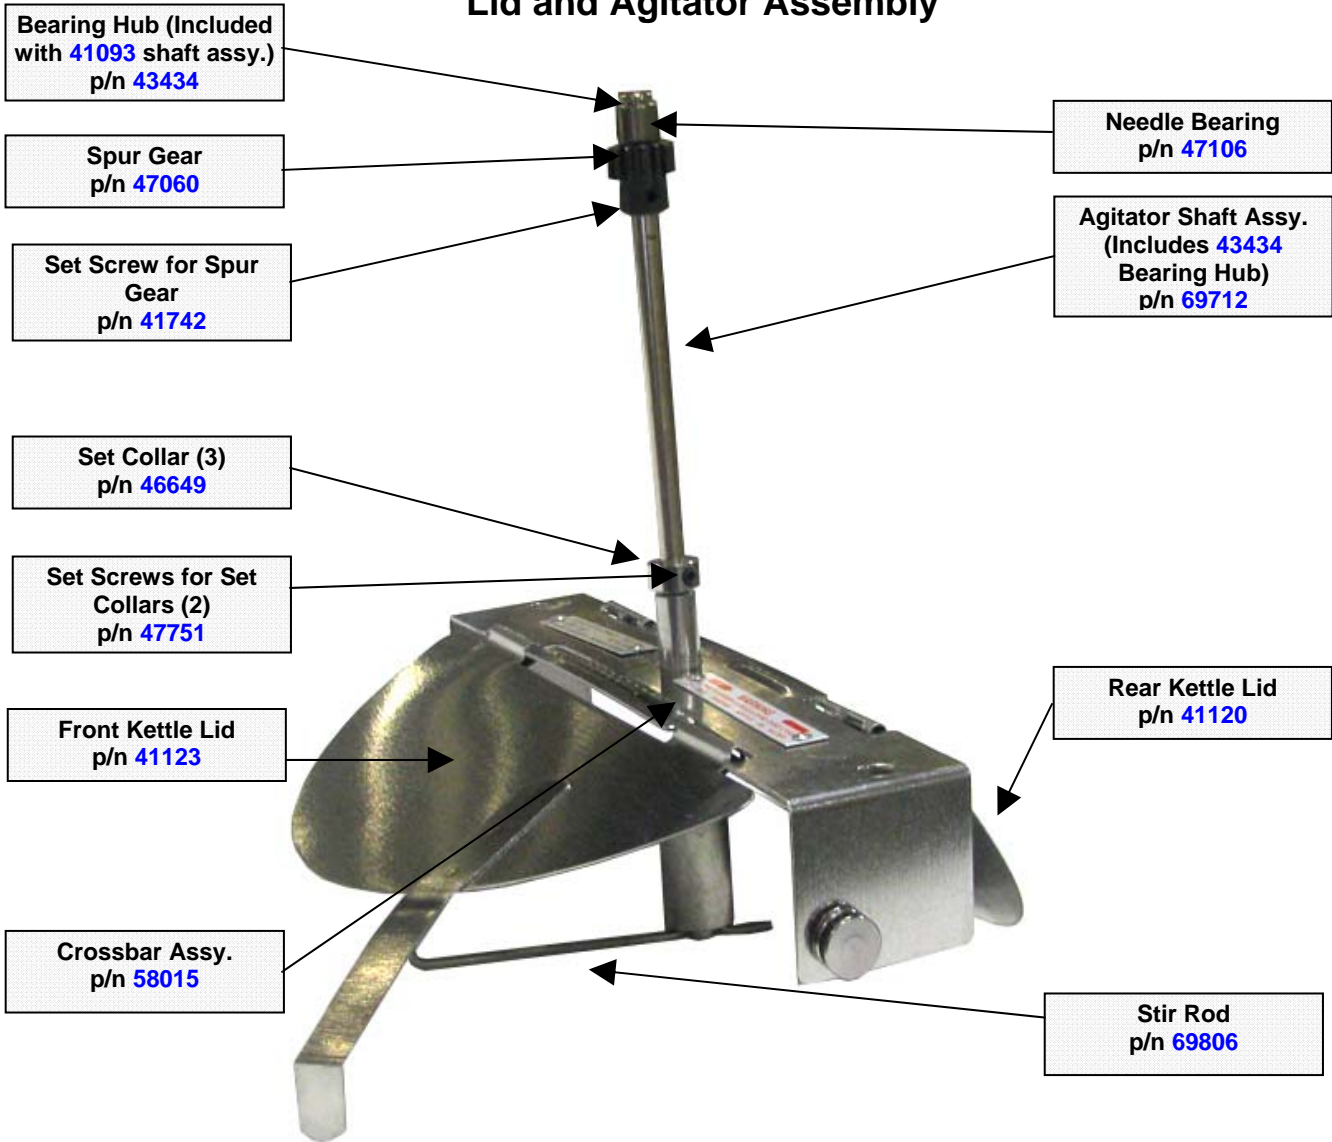 Lid and Agitator Assembly
Bearing Hub (Included
with 41093 shaft assy.)
p/n 43434
Spur Gear
p/n 47060
Set Screw for Spur
Gear
p/n 41742
Set Collar (3)
p/n 46649
Set Screws for Set
Collars (2)
p/n 47751
Front Kettle Lid
p/n 41123
Crossbar Assy.
p/n 58015
Needle Bearing
p/n 47106
Agitator Shaft Assy.
(Includes 43434
Bearing Hub)
p/n 69712
Rear Kettle Lid
p/n 41120
Stir Rod
p/n 69806